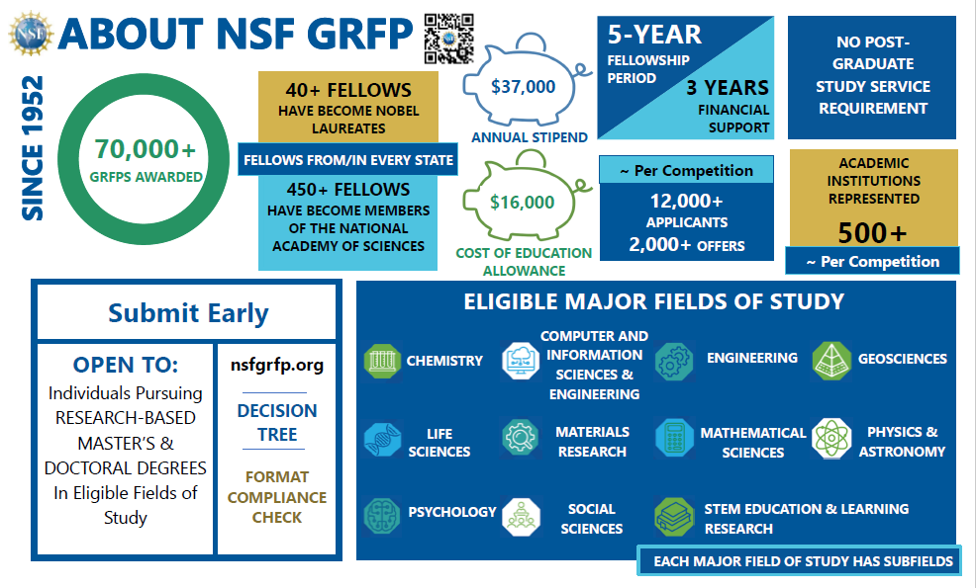 NSF
ABOUT NSF GRFP
SINCE 1952
70,000+
GRFPS AWARDED
40+ FELLOWS
HAVE BECOME NOBEL
LAUREATES
FELLOWS FROM/IN EVERY STATE
450+ FELLOWS
HAVE BECOME MEMBERS
OF THE NATIONAL
ACADEMY OF SCIENCES
$37,000
ANNUAL STIPEND
$16,000
COST OF EDUCATION
ALLOWANCE
5-YEAR
FELLOWSHIP
PERIOD
3 YEARS
FINANCIAL
SUPPORT
~ Per Competition
12,000+
APPLICANTS
2,000+ OFFERS
NO POST-
GRADUATE
STUDY SERVICE
REQUIREMENT
ACADEMIC
INSTITUTIONS
REPRESENTED
500+
~ Per Competition
Submit Early
OPEN TO:
Individuals Pursuing
RESEARCH-BASED
MASTER'S &
DOCTORAL DEGREES
In Eligible Fields of
Study
nsfgrfp.org
DECISION
TREE
FORMAT
COMPLIANCE
CHECK
ELIGIBLE MAJOR FIELDS OF STUDY
CHEMISTRY
COMPUTER AND
INFORMATION
SCIENCES &
ENGINEERING
ENGINEERING
GEOSCIENCES
LIFE
SCIENCES
MATERIALS
RESEARCH
MATHEMATICAL
SCIENCES
PHYSICS &
ASTRONOMY
PSYCHOLOGY
SOCIAL
SCIENCES
STEM EDUCATION & LEARNING
RESEARCH
EACH MAJOR FIELD OF STUDY HAS SUBFIELDS